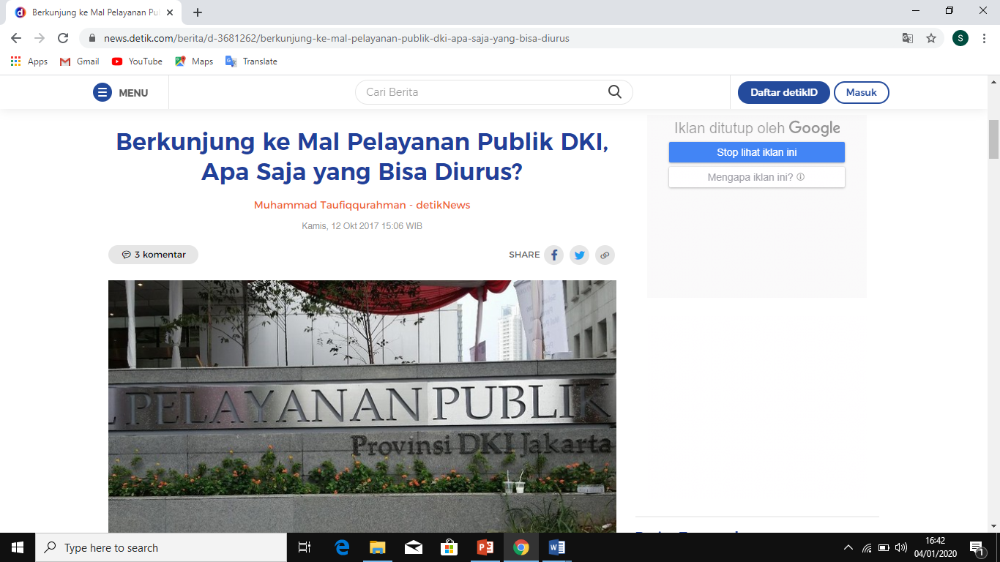 Berkunjung ke Mal Pelayanan Pu
news.detik.com/berita/d-3681262/berkunjung-ke-mal-pelayanan-publik-dki-apa-saja-yang-bisa-diurus
S
Apps Gmail YouTube Maps Translate
MENU
Cari Berita
Daftar detikID
Masuk
Berkunjung ke Mal Pelayanan Publik DKI,
Apa Saja yang Bisa Diurus?
Muhammad Taufiqqurahman - detikNews
Kamis, 12 Okt 2017 15:06 WIB
3 komentar
SHARE
Iklan ditutup oleh Google
Stop lihat iklan ini
Mengapa iklan ini?
L PELAYANAN PUBLIK
Provinsi DKI Jakarta
Type here to search
16:42
04/01/2020
1